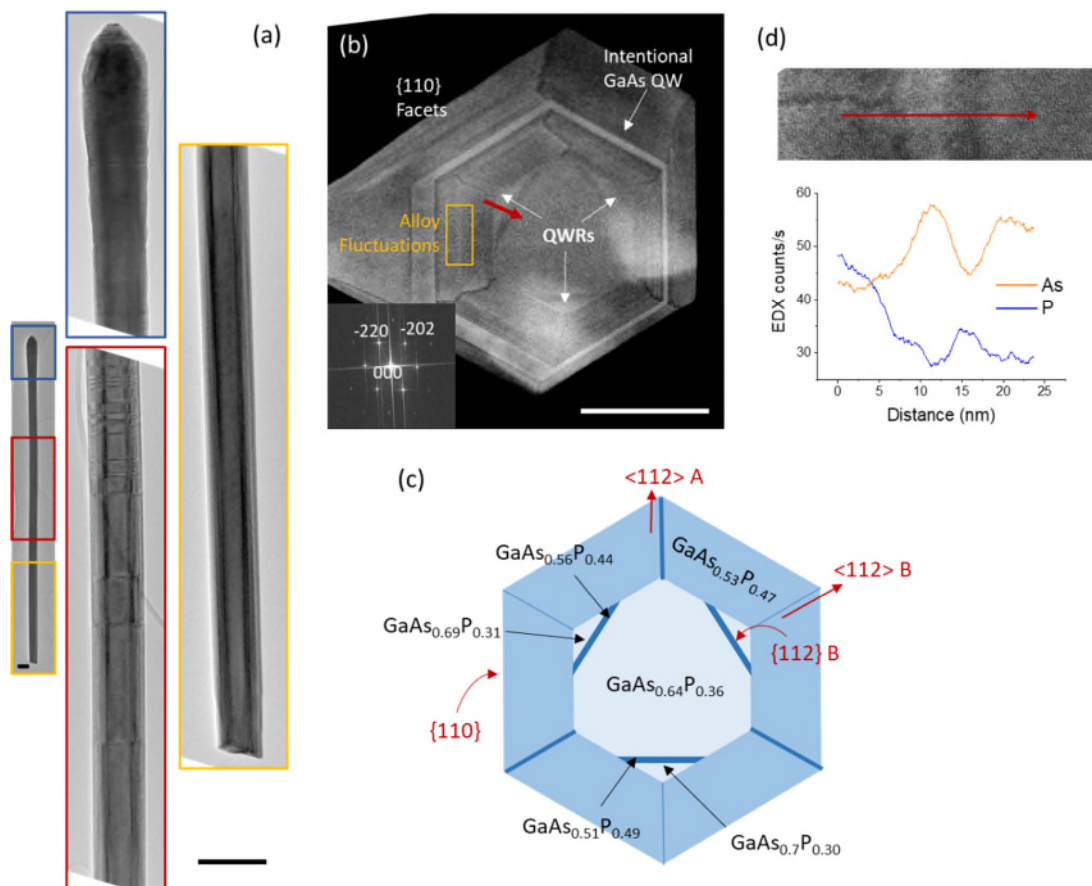 (a)
(b)
{110}
Facets
Intentional
GaAs QW
Alloy
Fluctuations
QWRs
-220
-202
000
(d)
60
50
40
30
EDX counts/s
As
P
0
5
10
15
20
25
Distance (nm)
(c)
<112> A
GaAs0.56P0.44
GaAs0.53P0.47
<112> B
GaAs0.69P0.31
{112} B
GaAs0.64P0.36
{110}
GaAs0.51P0.49
GaAs0.7P0.30